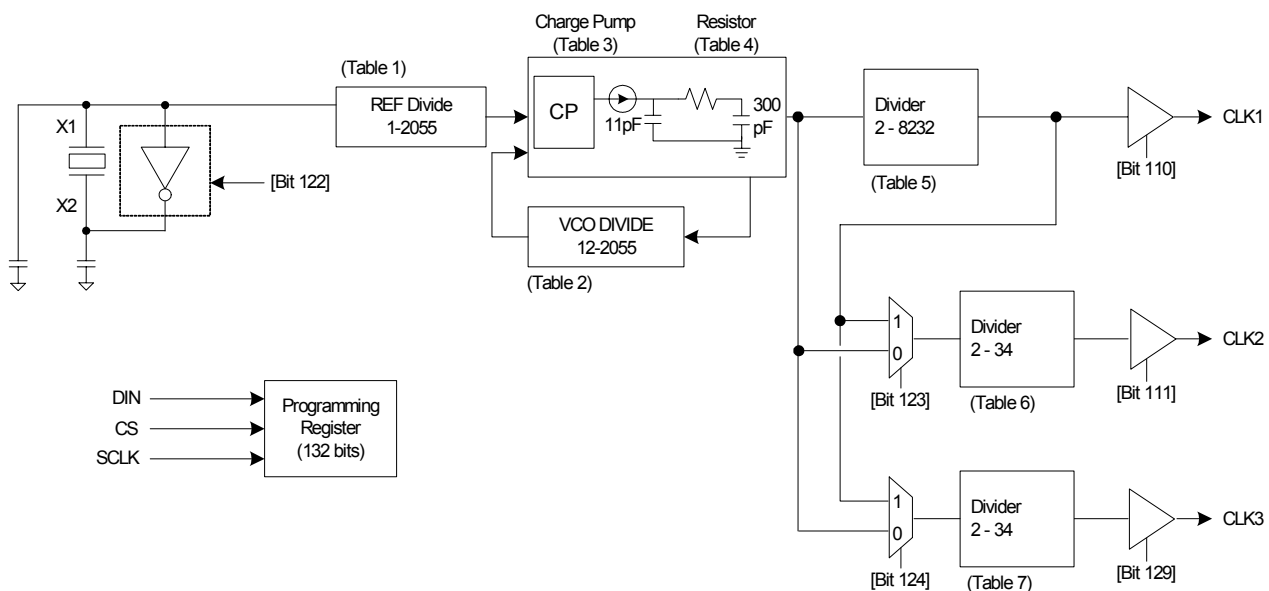 Charge Pump
(Table 3)
Resistor
(Table 4)
(Table 1)
REF Divide
1-2055
CP
11pF
300
pF
Divider
2 - 8232
(Table 5)
CLK1
[Bit 110]
X1
X2
[Bit 122]
VCO DIVIDE
12-2055
(Table 2)
1
0
[Bit 123]
Divider
2 - 34
(Table 6)
CLK2
[Bit 111]
DIN
CS
SCLK
Programming
Register
(132 bits)
1
0
[Bit 124]
Divider
2 - 34
(Table 7)
CLK3
[Bit 129]